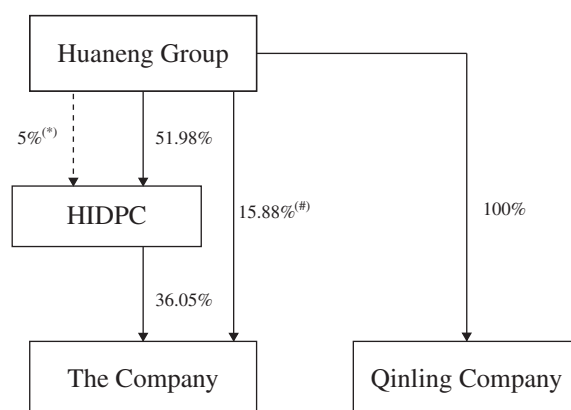 Huaneng Group
5%(*)
51.98%
HIDPC
15.88%(#)
100%
36.05%
The Company
Qinling Company